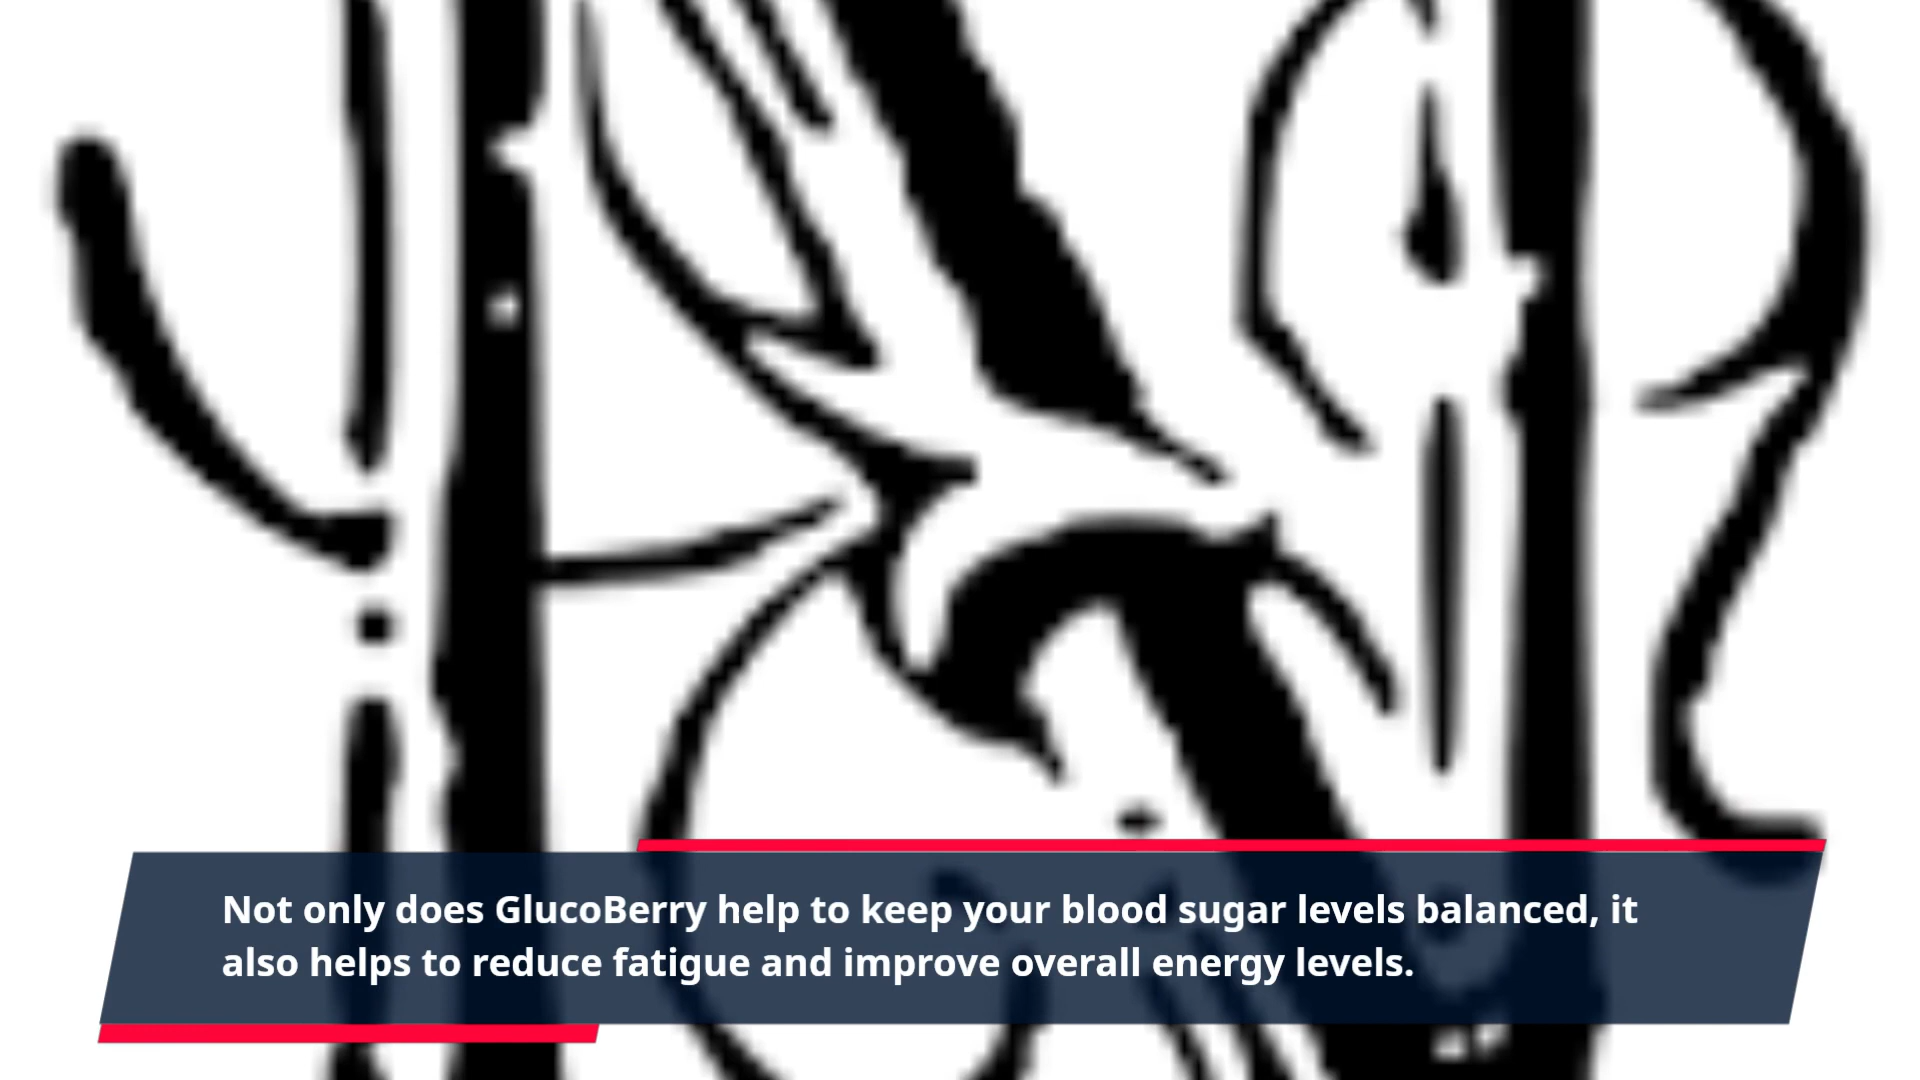 Not only does GlucoBerry help to keep your blood sugar levels balanced, it
also helps to reduce fatigue and improve overall energy levels.